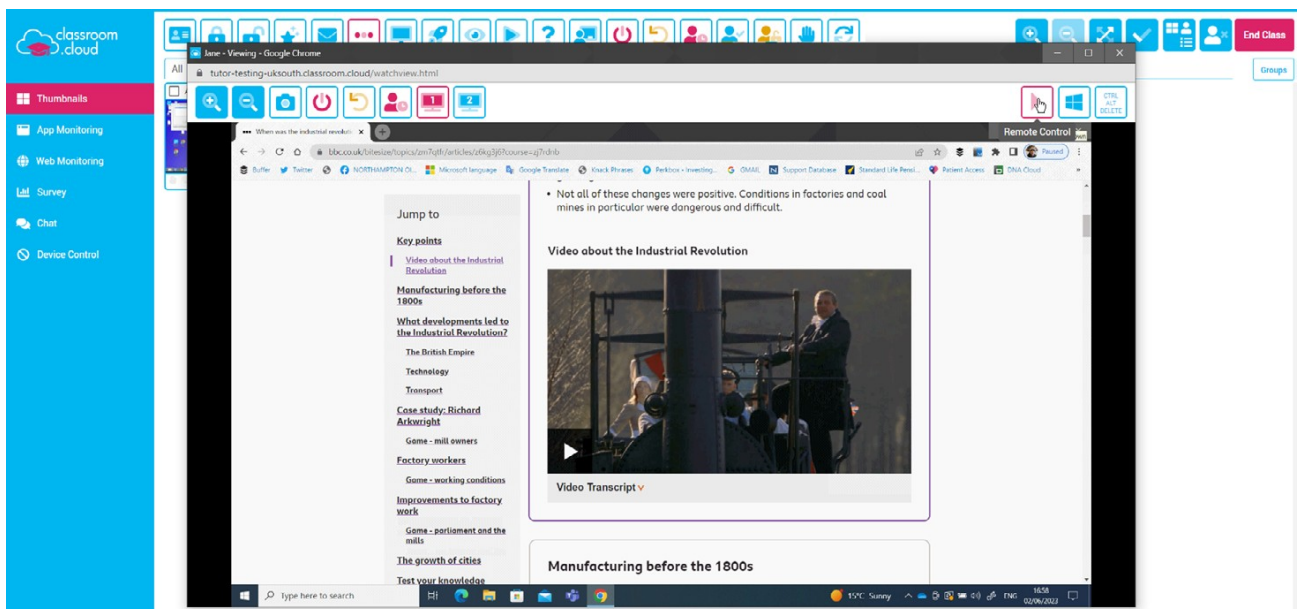 classroom
.cloud
End Class
Thumbnails
App Monitoring
Web Monitoring
Survey
Chat
Device Control
All
Groups
Jane - Viewing - Google Chrome
tutor-testing-uksouth.classroom.cloud/watchview.html
1
2
CTRL
ALT
DELETE
Remote Control
When was the industrial revoluti
bbc.co.uk/bitesize/topics/zm7qtfr/articles/z6kg3j6?course=zj7rdnb
Paused
Buffer Twitter NORTHAMPTON Microsoft language Google Translate Knack Phrases Perkbox - Investing... GMAIL Support Database Standard Life Pensi... Patient Access DNA Cloud
• Not all of these changes were positive. Conditions in factories and coal
mines in particular were dangerous and difficult.
Jump to
Key points
Video about the Industrial
Revolution
Manufacturing before the
1800s
What developments led to
the Industrial Revolution?
The British Empire
Technology
Transport
Case study: Richard
Arkwright
Game - mill owners
Factory workers
Game - working conditions
Improvements to factory
work
Game - parliament and the
mills
The growth of cities
Test your knowledge
Video about the Industrial Revolution
Video Transcript
Manufacturing before the 1800s
Type here to search
15°C Sunny
ENG
16:58
02/06/2023